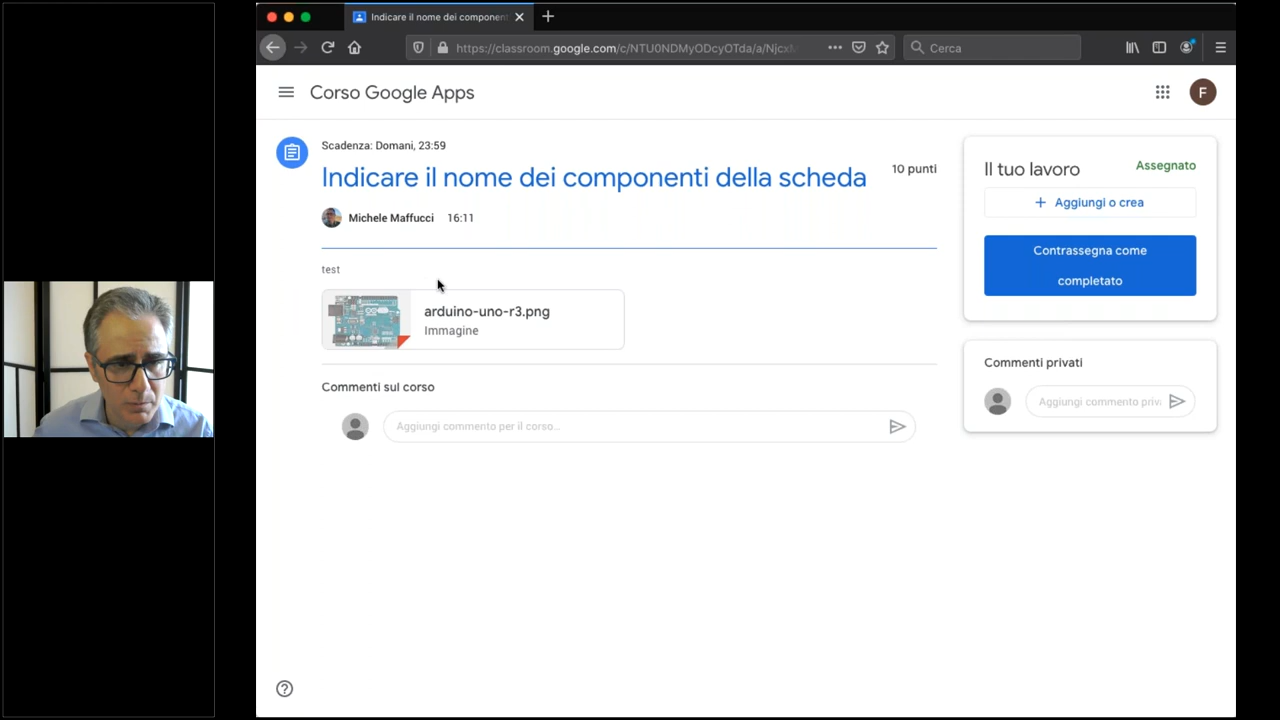 Indicare il nome dei componen
https://classroom.google.com/c/NTU0NDMyODcyOTda/a/Njcx
Cerca
Corso Google Apps
F
Scadenza: Domani, 23:59
Indicare il nome dei componenti della scheda
10 punti
Michele Maffucci 16:11
test
arduino-uno-r3.png
Immagine
Commenti sul corso
Aggiungi commento per il corso…
Il tuo lavoro
Assegnato
+ Aggiungi o crea
Contrassegna come
completato
Commenti privati
Aggiungi commento priv